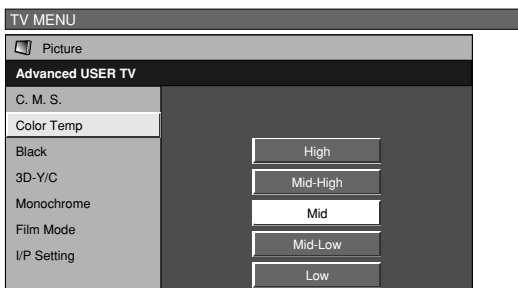 TV MENU
Picture
Advanced USER TV
C. M. S.
Color Temp
Black
3D-Y/C
Monochrome
Film Mode
I/P Setting
High
Mid-High
Mid
Mid-Low
Low